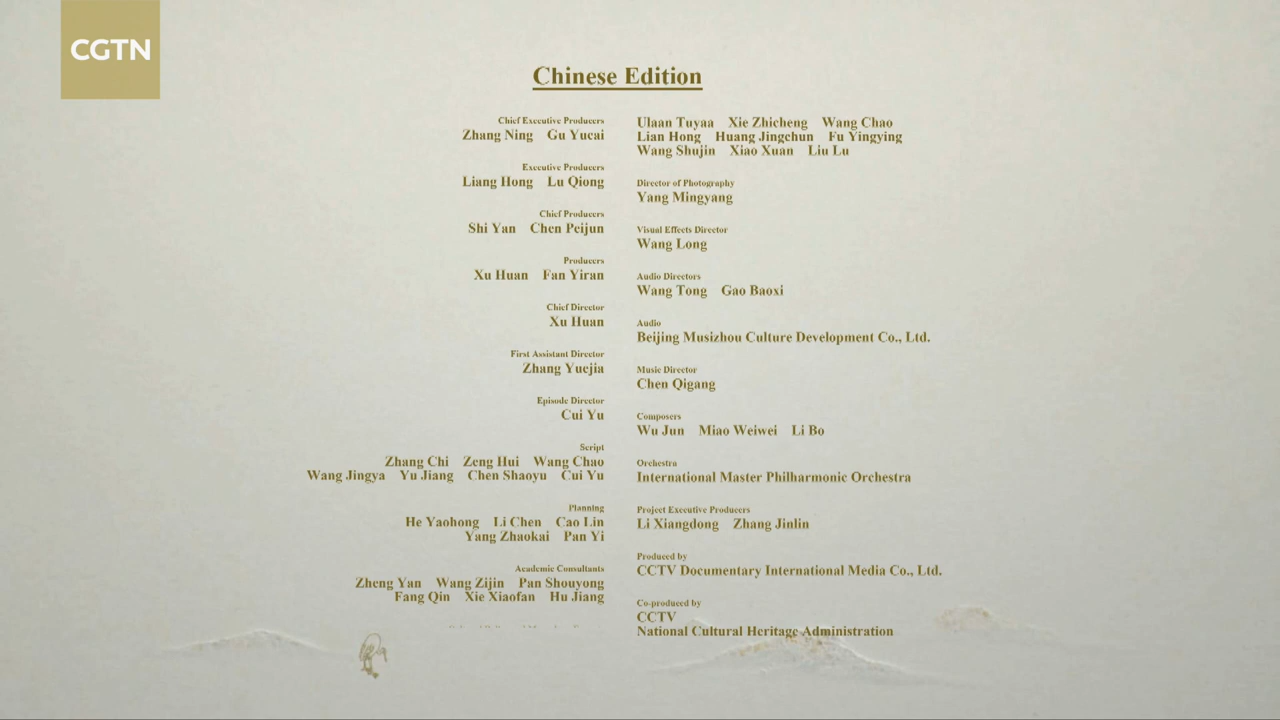 CGTN
Chinese Edition
Chief Executive Producers
Zhang Ning Gu Yucai
Executive Producers
Liang Hong Lu Qiong
Chief Producers
Shi Yan Chen Peijun
Producers
Xu Huan Fan Yiran
Chief Director
Xu Huan
First Assistant Director
Zhang Yuejia
Episode Director
Cui Yu
Script
Zhang Chi Zeng Hui Wang Chao
Wang Jingya Yu Jiang Chen Shaoyu Cui Yu
Planning
He Yaohong Li Chen Cao Lin
Yang Zhaokai Pan Yi
Academic Consultants
Zheng Yan Wang Zijin Pan Shouyong
Fang Qin Xie Xiaofan Hu Jiang
Ulaan Tuyaa Xie Zhicheng Wang Chao
Lian Hong Huang Jingchun Fu Yingying
Wang Shujin Xiao Xuan Liu Lu
Director of Photography
Yang Mingyang
Visual Effects Director
Wang Long
Audio Directors
Wang Tong Gao Baoxi
Audio
Beijing Musizhou Culture Development Co., Ltd.
Music Director
Chen Qigang
Composers
Wu Jun Miao Weiwei Li Bo
Orchestra
International Master Philharmonic Orchestra
Project Executive Producers
Li Xiangdong Zhang Jinlin
Produced by
CCTV Documentary International Media Co., Ltd.
Co-produced by
CCTV
National Cultural Heritage Administration